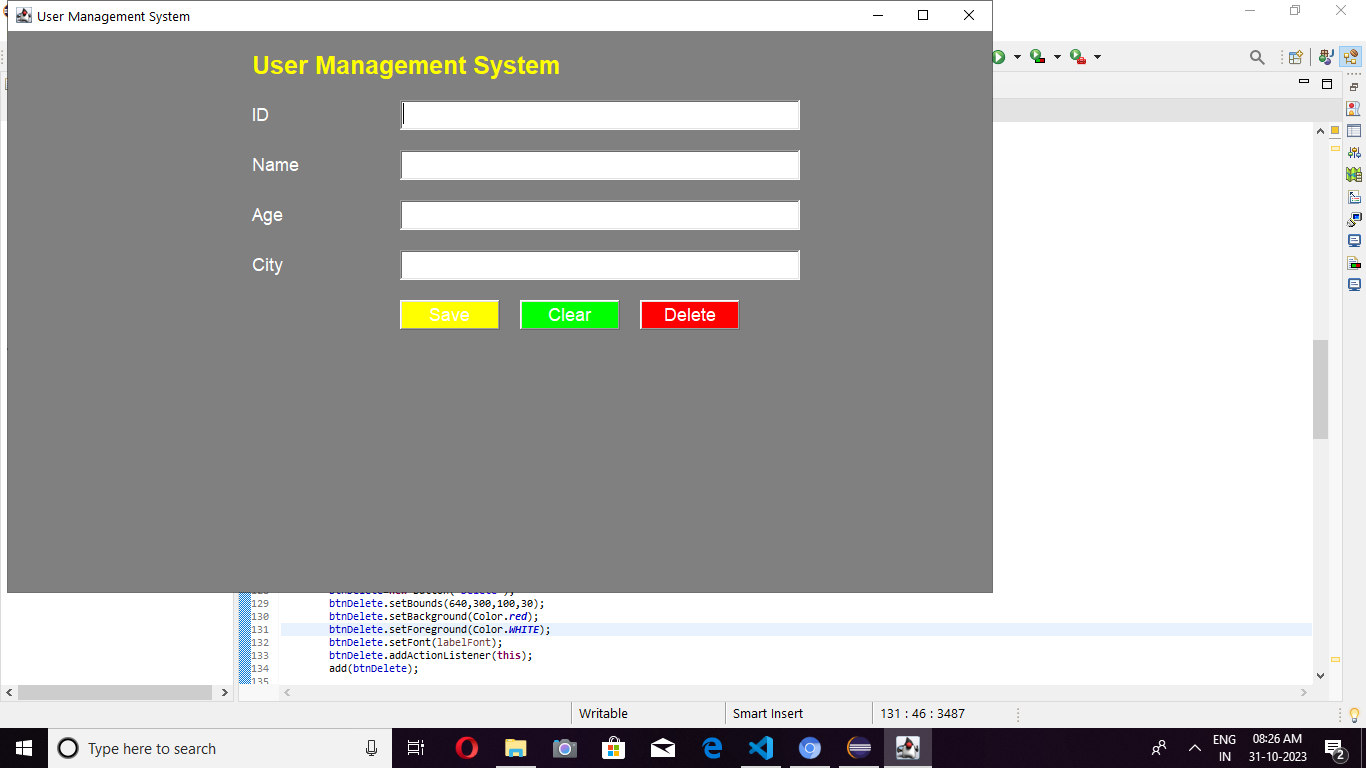 User Management System
User Management System
ID
Name
Age
City
Save Clear Delete
129 btnDelete.setBounds(640,300,100,30);
130 btnDelete.setBackground(Color.red);
131 btnDelete.setForeground(Color.WHITE);
132 btnDelete.setFont(labelFont);
133 btnDelete.addActionListener(this);
134 add(btnDelete);
135
Writable Smart Insert 131 : 46 : 3487
Type here to search
ENG
IN
08:26 AM
31-10-2023
2